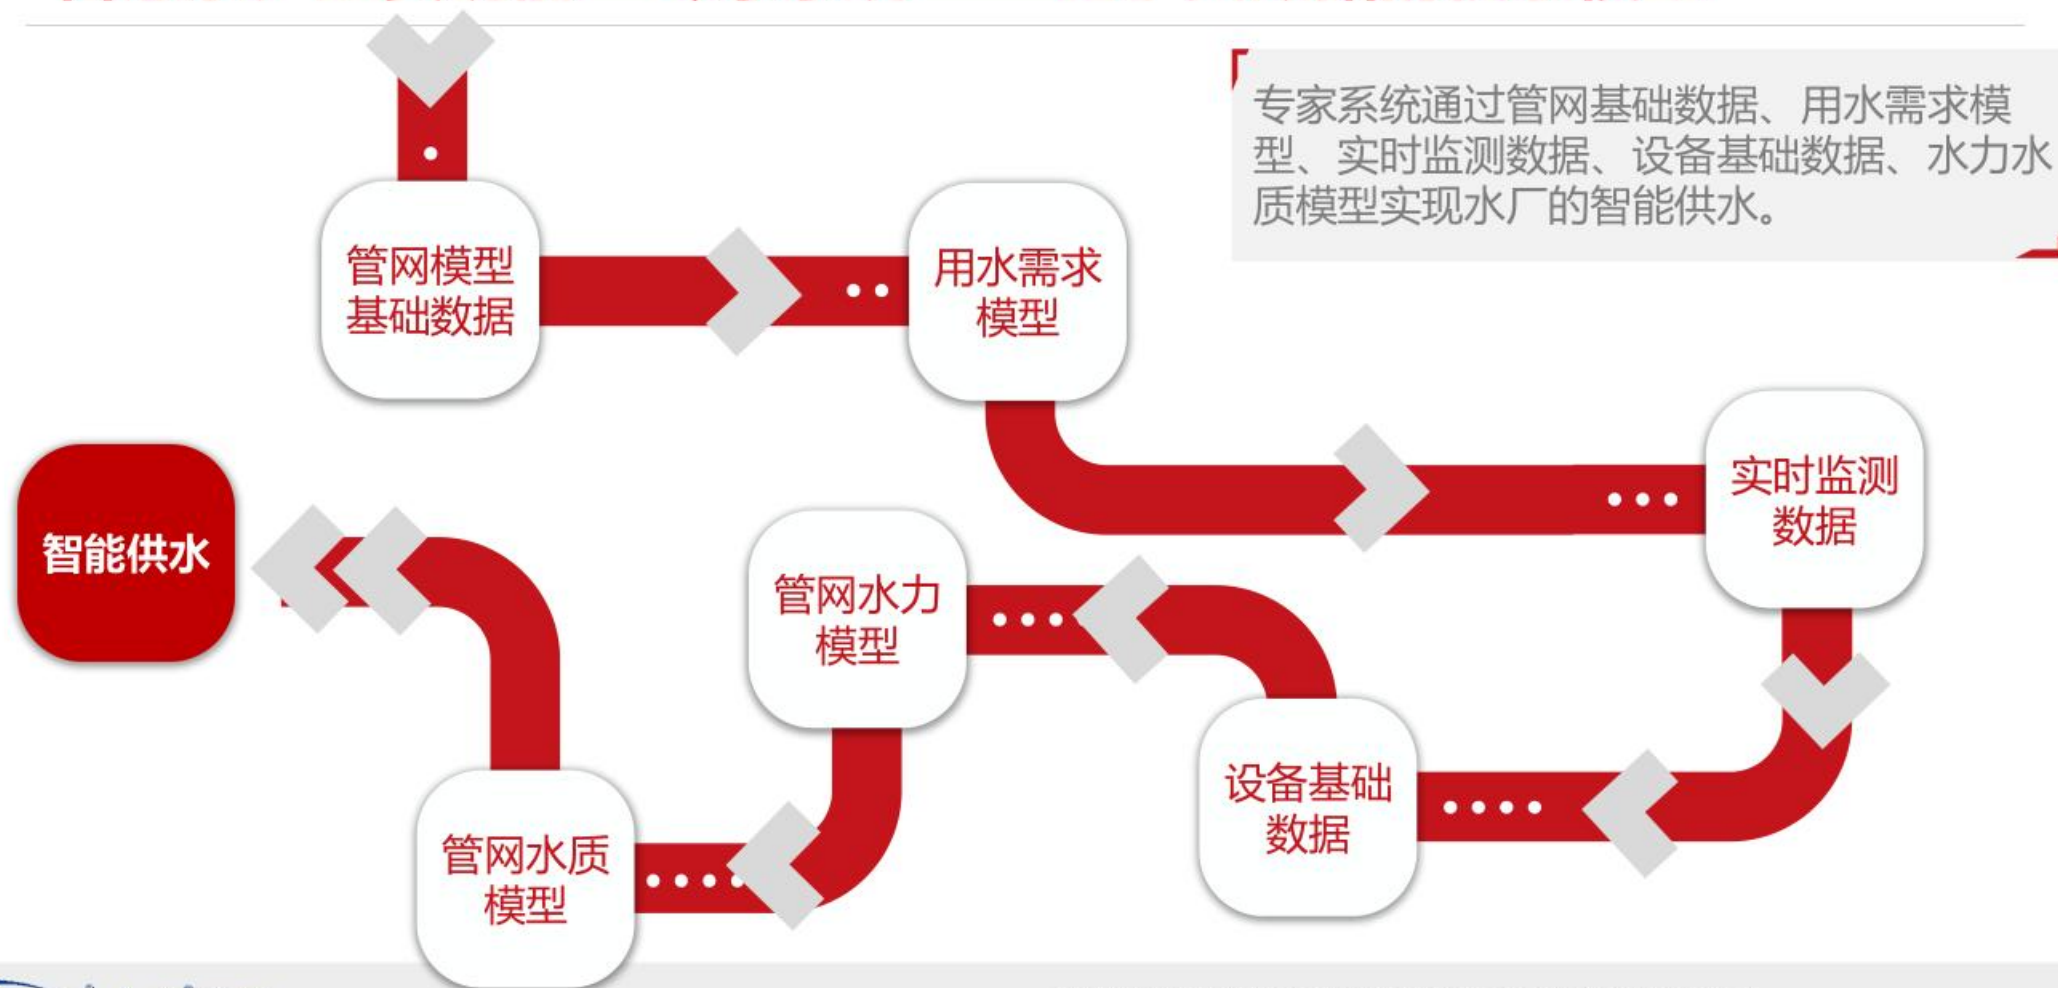 专家系统通过管网基础数据、用水需求模
型、实时监测数据、设备基础数据、水力水
质模型实现水厂的智能供水。
管网模型
基础数据
用水需求
模型
实时监测
数据
设备基础
数据
管网水力
模型
管网水质
模型
智能供水